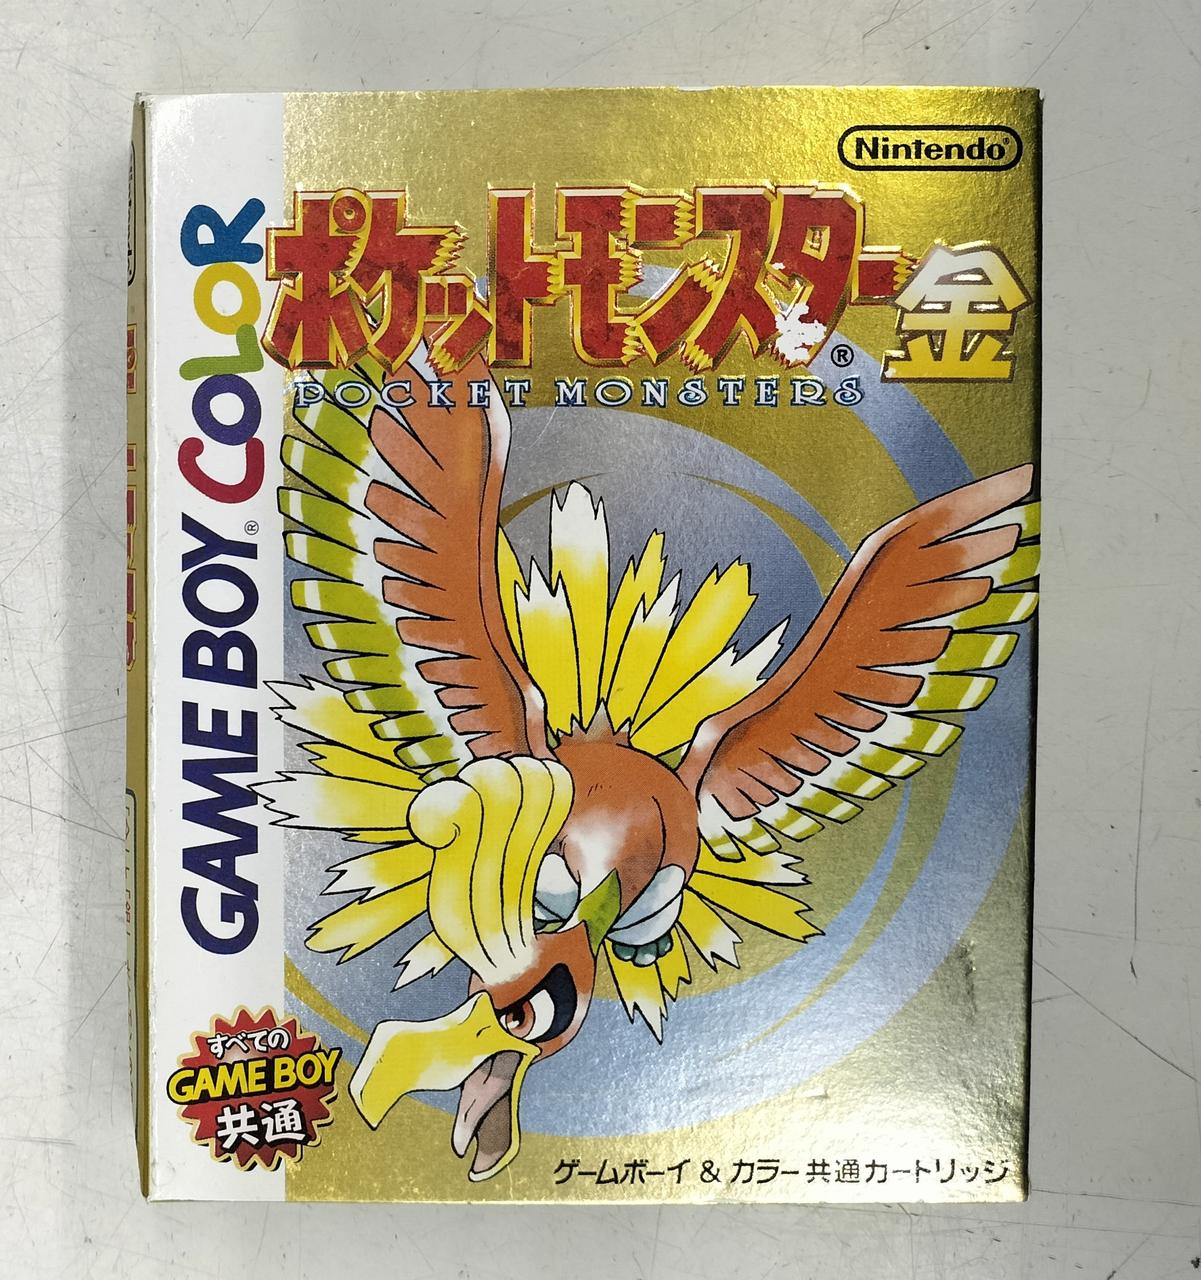 Nintendo®
ポケットモンスター金
®
POCKET MONSTERS
GAME BOY® COLOR
すべての
GAME BOY
共通
ゲームボーイ & カラー共通カートリッジ